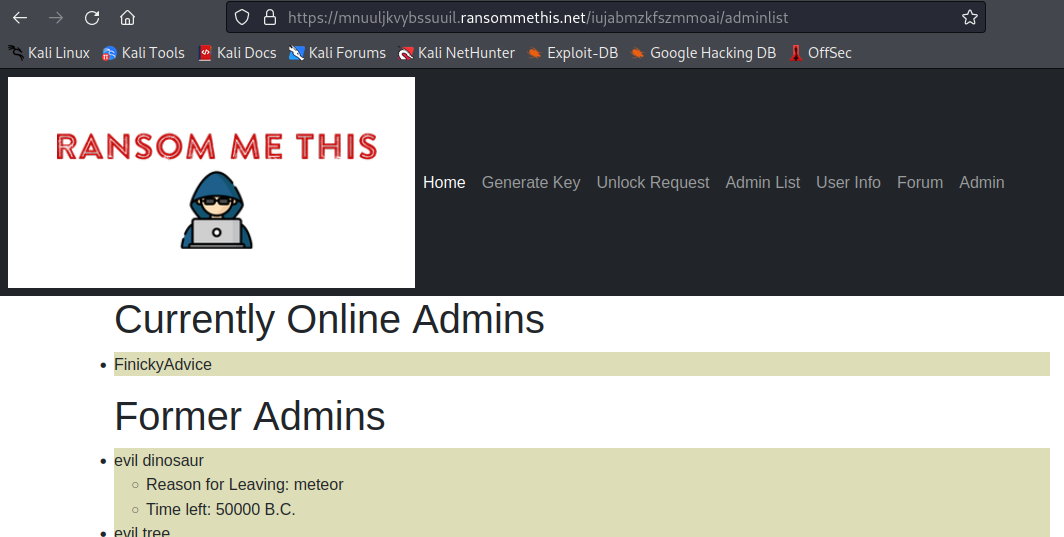 https://mnuuljkvybssuuil.ransommethis.net/iujabmzkfszmmoai/adminlist
Kali Linux Kali Tools Kali Docs Kali Forums Kali NetHunter Exploit-DB Google Hacking DB OffSec
RANSOM ME THIS
Home Generate Key Unlock Request Admin List User Info Forum Admin
Currently Online Admins
FinickyAdvice
Former Admins
evil dinosaur
Reason for Leaving: meteor
Time left: 50000 B.C.
evil tree